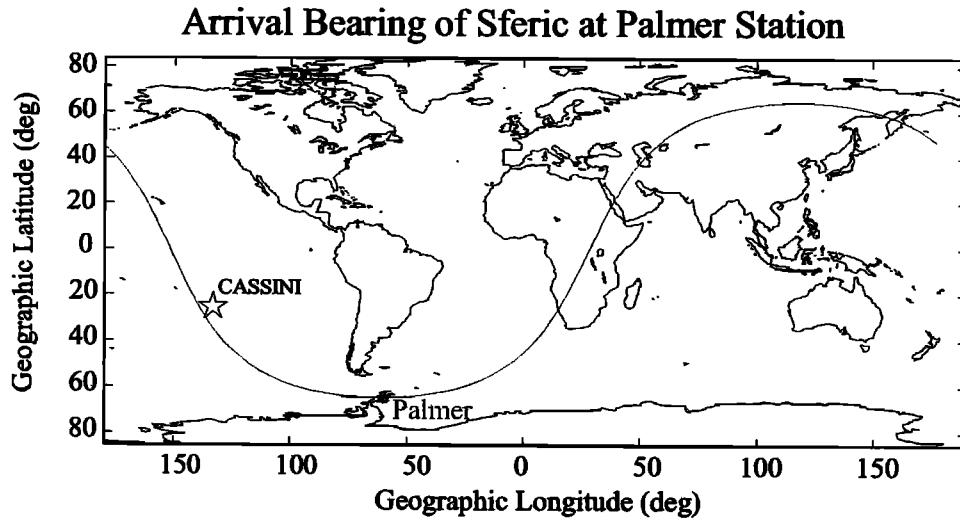 Arrival Bearing of Sferic at Palmer Station
Geographic Latitude (deg)
80
60
40
20
0
20
40
60
80
CASSINI
Palmer
150 100 50 0 50 100 150
Geographic Longitude (deg)